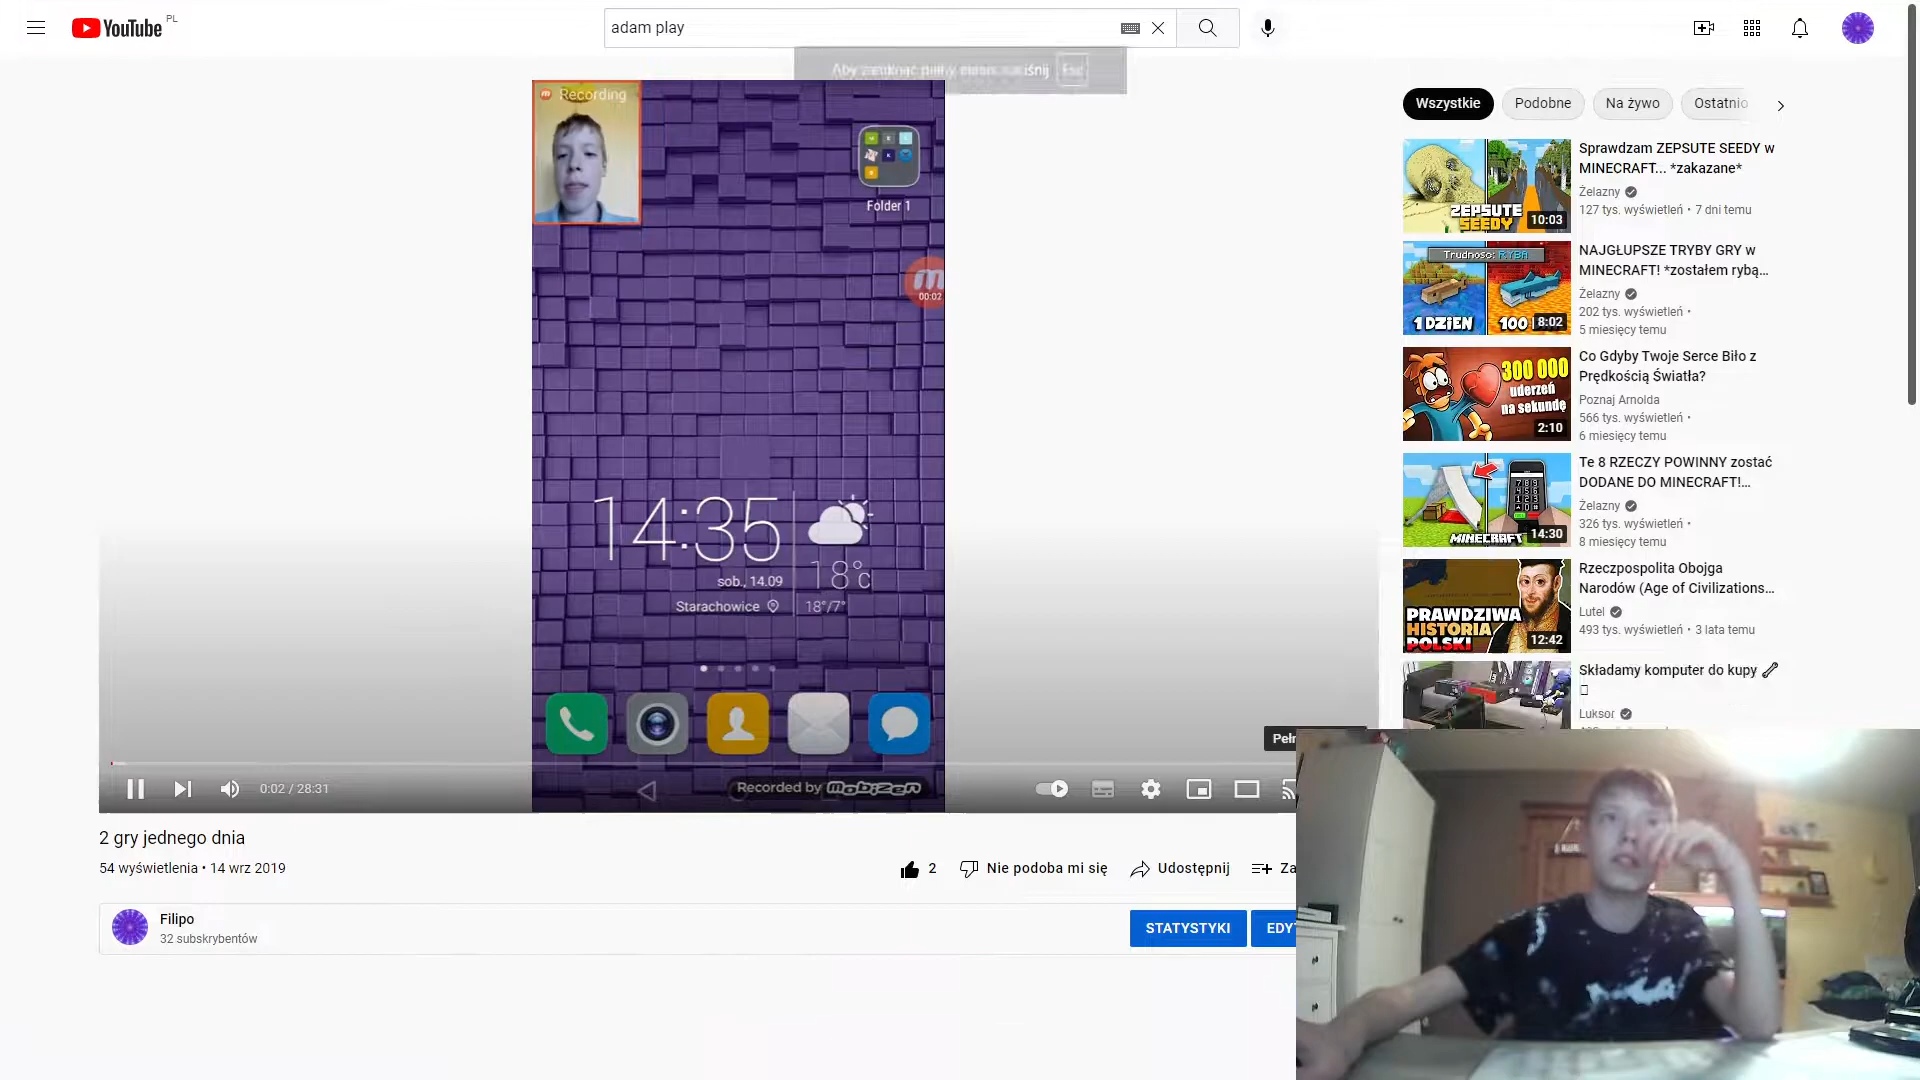 YouTube PL
adam play
Recording
Folder 1
00:02
14:35
sob., 14.09
18°C
Starachowice
18°/7°
Recorded by MOBIZEN
0:02 / 28:31
2 gry jednego dnia
54 wyświetlenia • 14 wrz 2019
2
Nie podoba mi się
Udostępnij
Za
Filipo
32 subskrybentów
STATYSTYKI
EDY
Wszystkie
Podobne
Na żywo
Ostatnio
ZEPSUTE
SEEDY
10:03
Sprawdzam ZEPSUTE SEEDY w
MINECRAFT... *zakazane*
Żelazny
127 tys. wyświetleń • 7 dni temu
Trudność: RYBA
1 DZIEŃ
100
8:02
NAJGŁUPSZE TRYBY GRY w
MINECRAFT! *zostałem rybą...
Żelazny
202 tys. wyświetleń •
5 miesięcy temu
300 000
uderzeń
na sekundę
2:10
Co Gdyby Twoje Serce Biło z
Prędkością Światła?
Poznaj Arnolda
566 tys. wyświetleń •
6 miesięcy temu
MINECRAFT
14:30
Te 8 RZECZY POWINNY zostać
DODANE DO MINECRAFT!...
Żelazny
326 tys. wyświetleń •
8 miesięcy temu
PRAWDZIWA
HISTORIA
POLSKI
12:42
Rzeczpospolita Obojga
Narodów (Age of Civilizations...
Lutel
493 tys. wyświetleń • 3 lata temu
Składamy komputer do kupy
Luksor